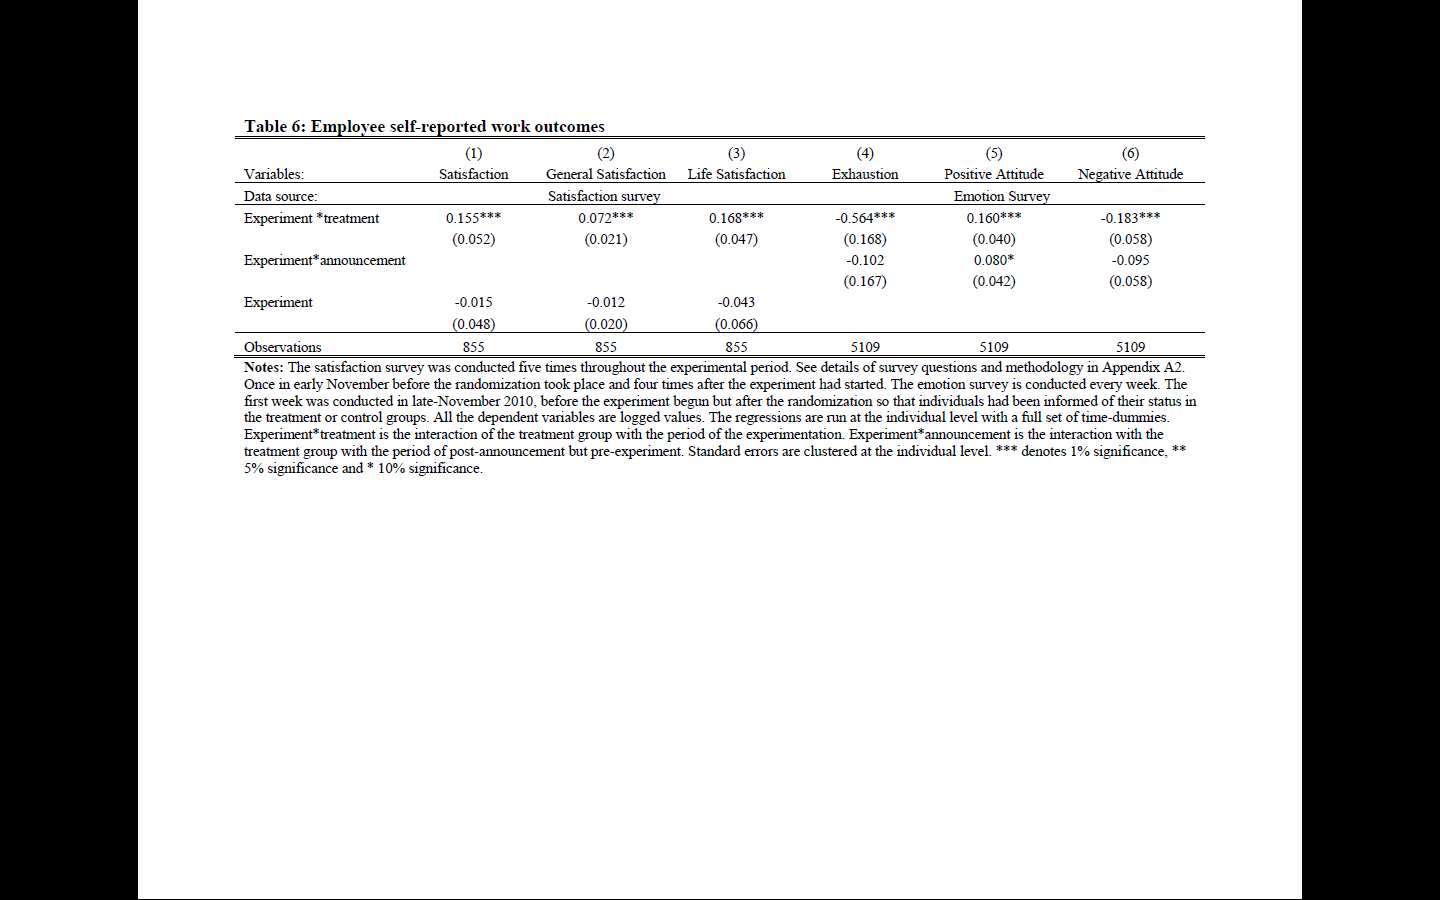 Table 6: Employee self-reported work outcomes
(1) (2) (3) (4) (5) (6)
Variables: Satisfaction General Satisfaction Life Satisfaction Exhaustion Positive Attitude Negative Attitude
Data source: Satisfaction survey Emotion Survey
Experiment *treatment 0.155*** 0.072*** 0.168*** -0.564*** 0.160*** -0.183***
(0.052) (0.021) (0.047) (0.168) (0.040) (0.058)
Experiment*announcement -0.102 0.080* -0.095
(0.167) (0.042) (0.058)
Experiment -0.015 -0.012 -0.043
(0.048) (0.020) (0.066)
Observations 855 855 855 5109 5109 5109
Notes: The satisfaction survey was conducted five times throughout the experimental period. See details of survey questions and methodology in Appendix A2.
Once in early November before the randomization took place and four times after the experiment had started. The emotion survey is conducted every week. The
first week was conducted in late-November 2010, before the experiment begun but after the randomization so that individuals had been informed of their status in
the treatment or control groups. All the dependent variables are logged values. The regressions are run at the individual level with a full set of time-dummies.
Experiment*treatment is the interaction of the treatment group with the period of the experimentation. Experiment*announcement is the interaction with the
treatment group with the period of post-announcement but pre-experiment. Standard errors are clustered at the individual level. *** denotes 1% significance, **
5% significance and * 10% significance.